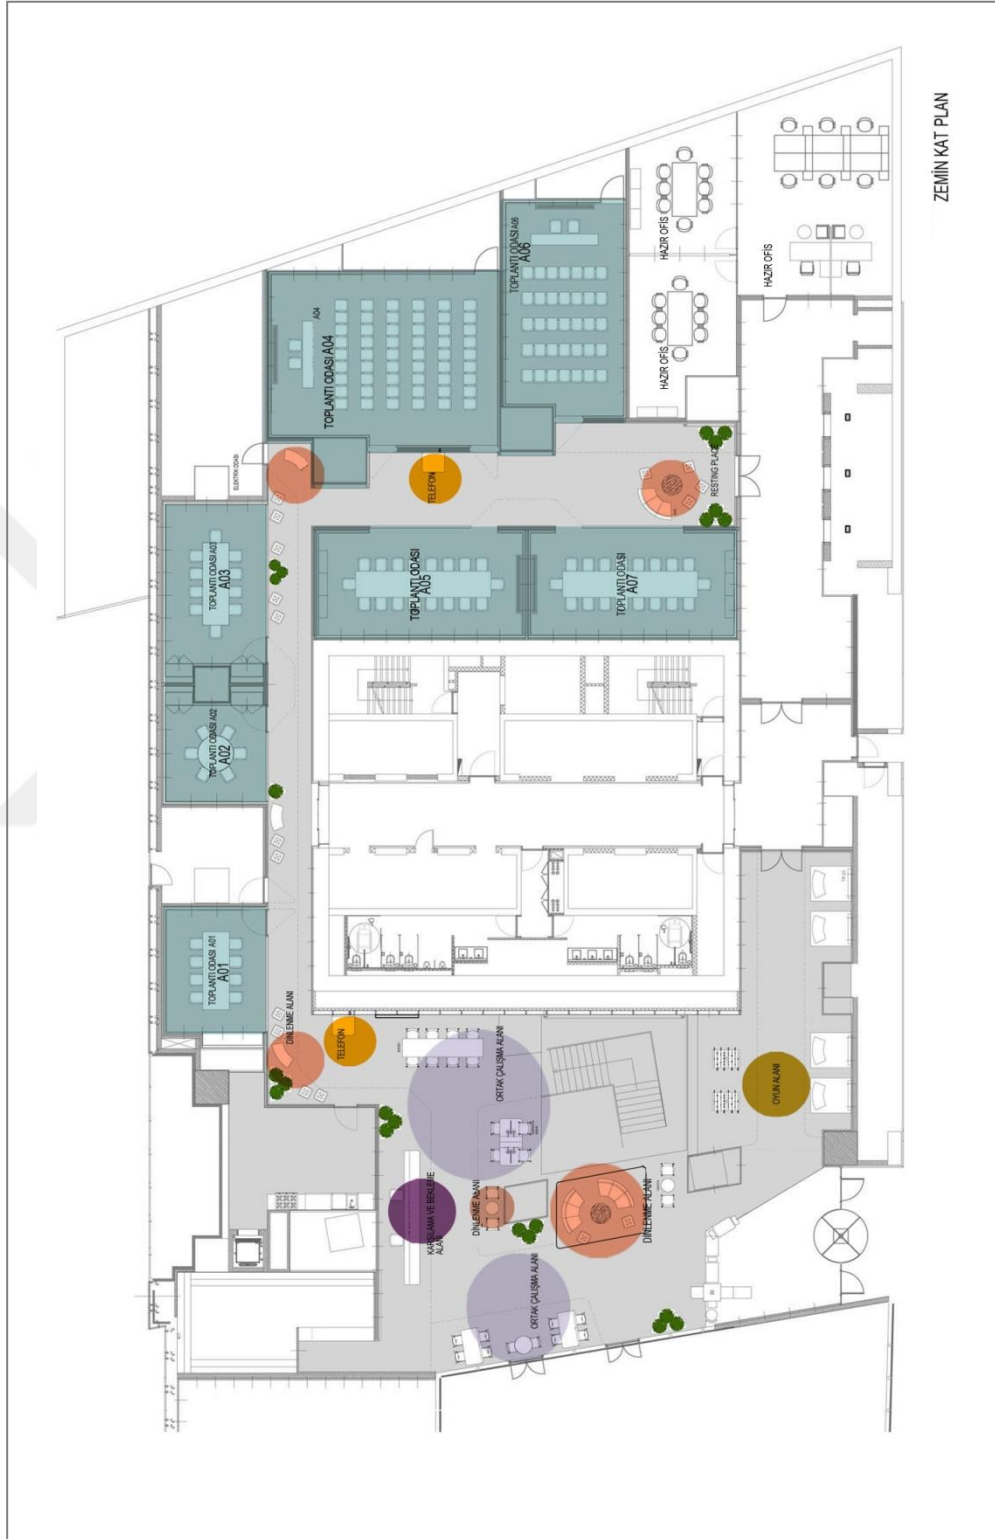 ZEMİN KAT PLAN
HAZIR OFİS
HAZIR OFİS
HAZIR OFİS
TOPLANTI ODASI A06
A06
A04
TOPLANTI ODASI A04
ELEKTRİK ODASI
TELEFON
RESTING PLACE
TOPLANTI ODASI A03
A03
TOPLANTI ODASI
A05
TOPLANTI ODASI
A07
TOPLANTI ODASI A02
A02
TOPLANTI ODASI A01
A01
DİNLENME ALANI
TELEFON
ORTAK ÇALIŞMA ALANI
OYUN ALANI
KARŞILAMA VE BEKLEME
ALANI
DİNLENME ALANI
DİNLENME ALANI
ORTAK ÇALIŞMA ALANI